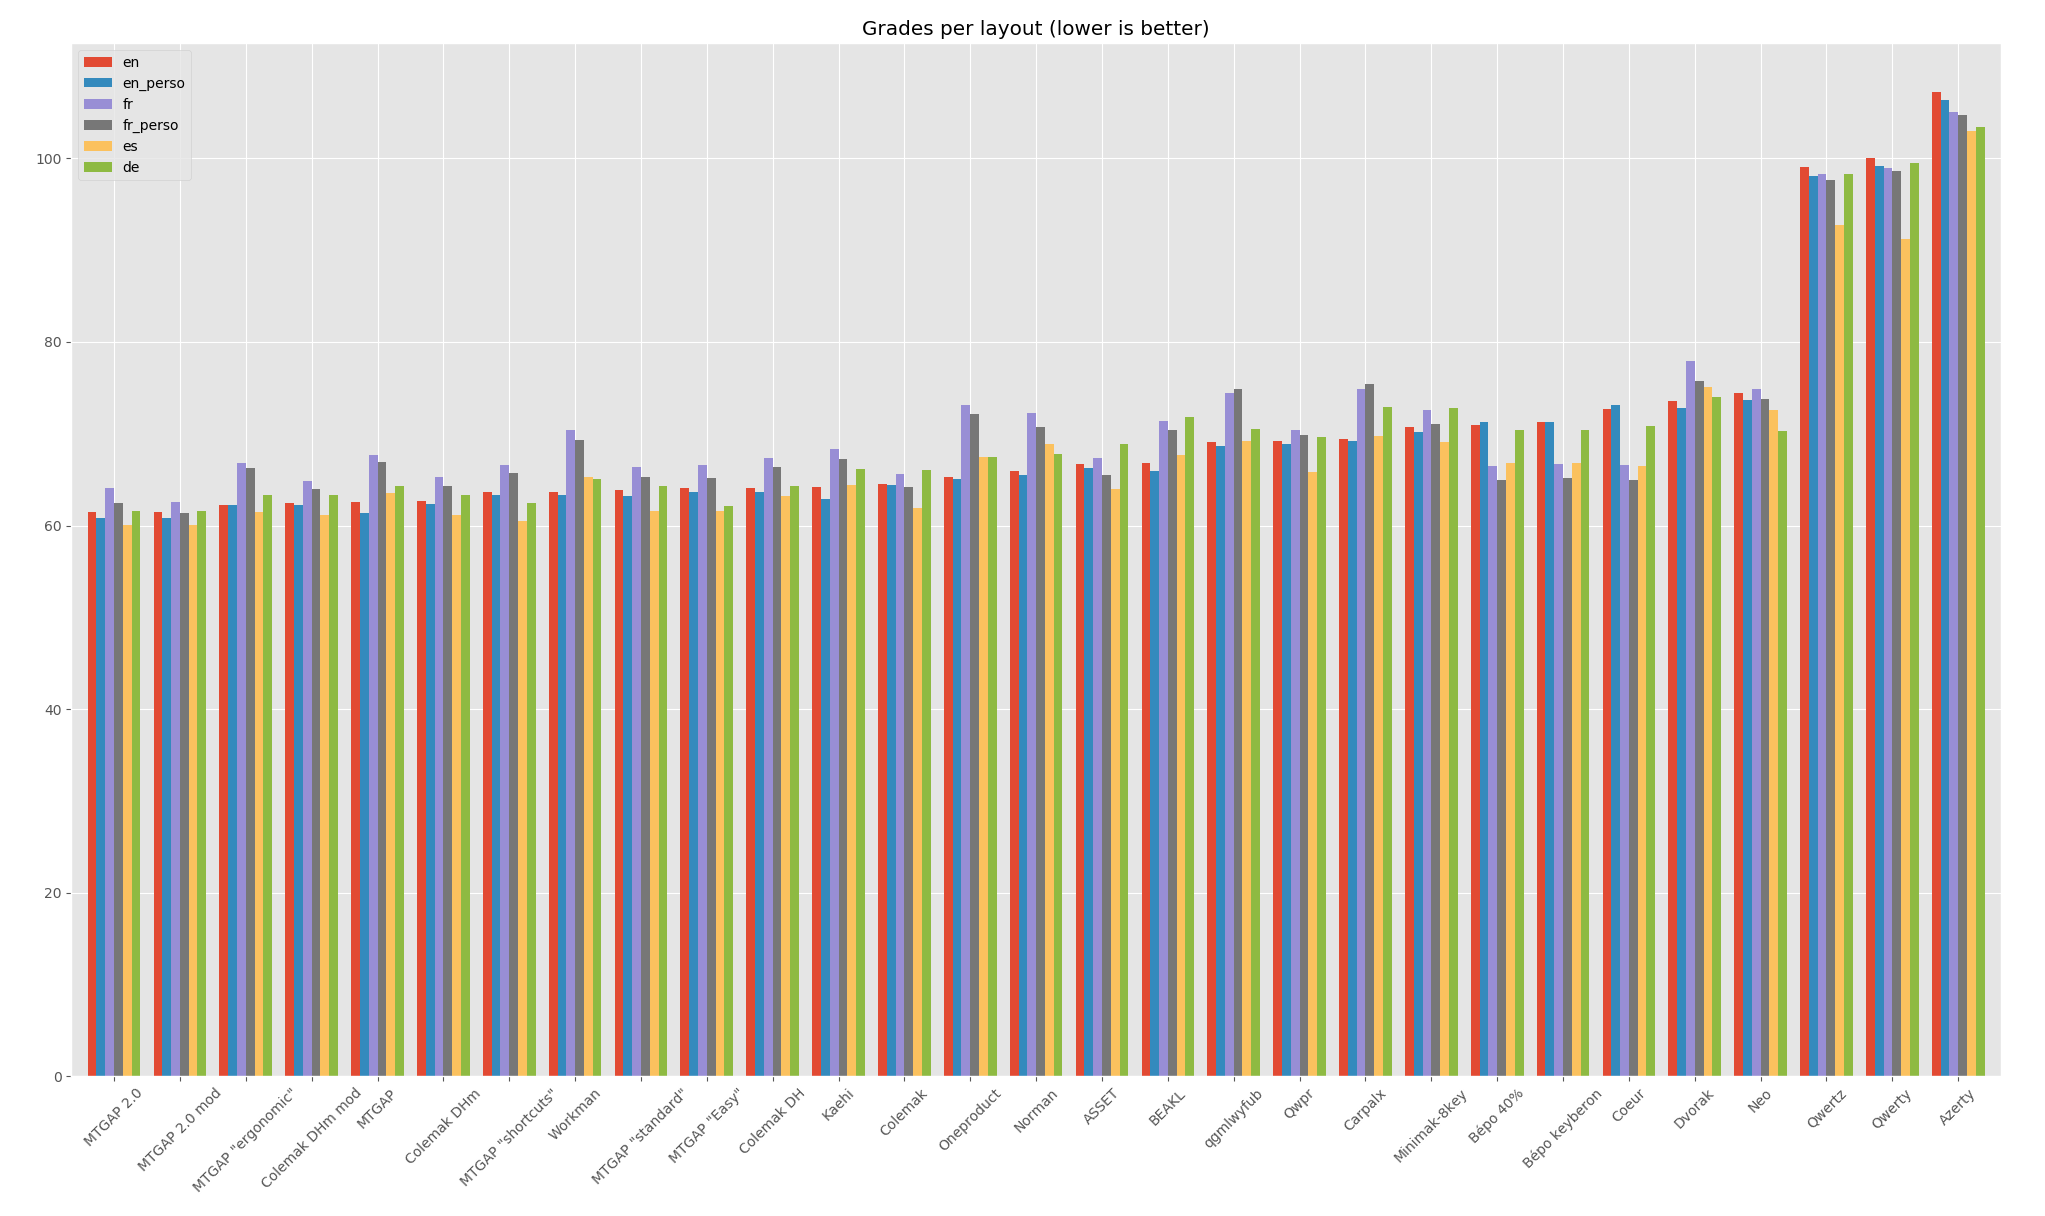 Grades per layout (lower is better)
en
en_perso
fr
fr_perso
es
de
100
80
60
40
20
0
MTGAP 2.0
MTGAP 2.0 mod
MTGAP "ergonomic"
Colemak DHm mod
MTGAP
Colemak DHm
MTGAP "shortcuts"
Workman
MTGAP "standard"
MTGAP "Easy"
Colemak DH
Kaehi
Colemak
Oneproduct
Norman
ASSET
BEAKL
qgmlwyfub
Qwpr
Carpalx
Minimak-8key
Bépo 40%
Bépo keyberon
Coeur
Dvorak
Neo
Qwertz
Qwerty
Azerty